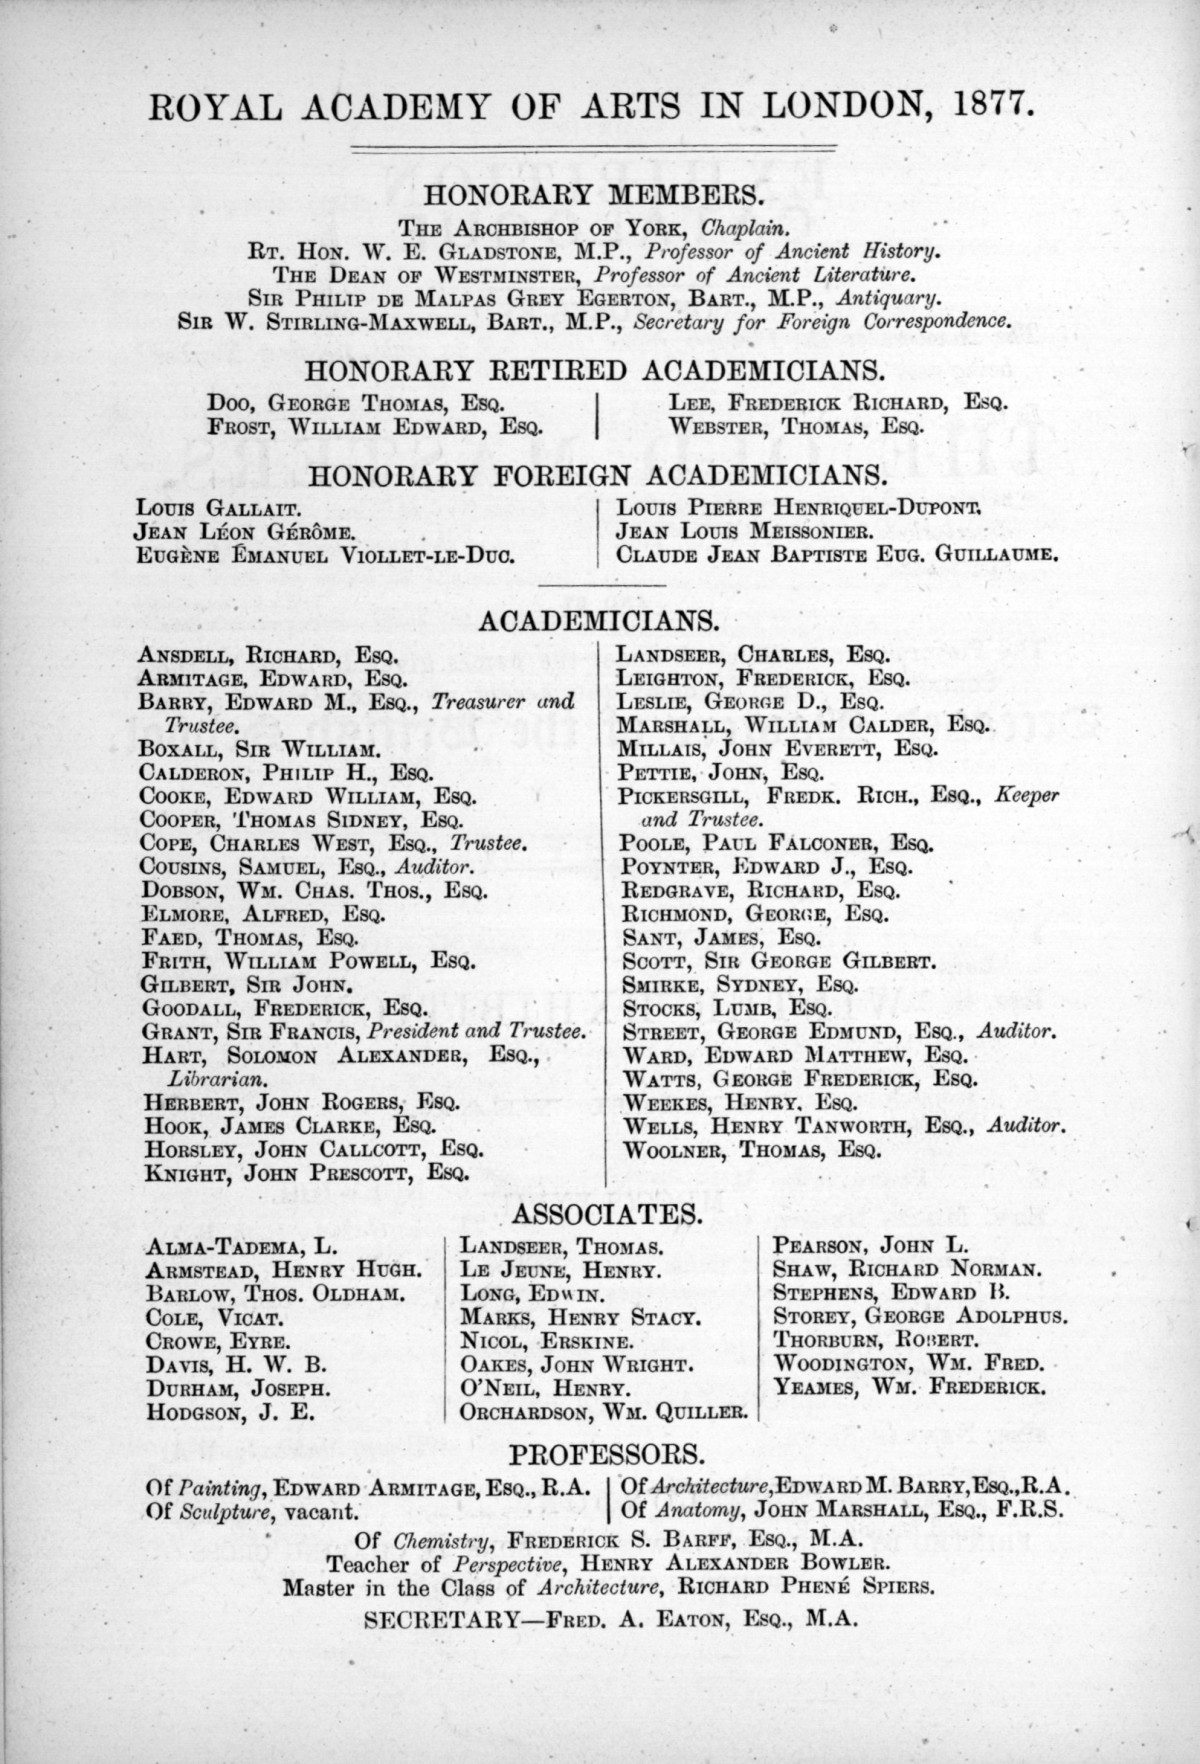 ROYAL ACADEMY OF ARTS IN LONDON, 1877.
HONORARY MEMBERS.
THE ARCHBISHOP OF YORK, Chaplain.
RT. HON. W. E. GLADSTONE, M.P., Professor of Ancient History.
THE DEAN OF WESTMINSTER, Professor of Ancient Literature.
SIR PHILIP DE MALPAS GREY EGERTON, BART., M.P., Antiquary.
SIR W. STIRLING-MAXWELL, BART., M.P., Secretary for Foreign Correspondence.
HONORARY RETIRED ACADEMICIANS.
DOO, GEORGE THOMAS, ESQ.
FROST, WILLIAM EDWARD, ESQ.
LEE, FREDERICK RICHARD, ESQ.
WEBSTER, THOMAS, ESQ.
HONORARY FOREIGN ACADEMICIANS.
LOUIS GALLAIT.
JEAN LÉON GÉRÔME.
EUGÈNE ÉMANUEL VIOLLET-LE-DUC.
LOUIS PIERRE HENRIQUEL-DUPONT.
JEAN LOUIS MEISSONIER.
CLAUDE JEAN BAPTISTE EUG. GUILLAUME.
ACADEMICIANS.
ANSDELL, RICHARD, ESQ.
ARMITAGE, EDWARD, ESQ.
BARRY, EDWARD M., ESQ., Treasurer and
Trustee.
BOXALL, SIR WILLIAM.
CALDERON, PHILIP H., ESQ.
COOKE, EDWARD WILLIAM, ESQ.
COOPER, THOMAS SIDNEY, ESQ.
COPE, CHARLES WEST, ESQ., Trustee.
COUSINS, SAMUEL, ESQ., Auditor.
DOBSON, WM. CHAS. THOS., ESQ.
ELMORE, ALFRED, ESQ.
FAED, THOMAS, ESQ.
FRITH, WILLIAM POWELL, ESQ.
GILBERT, SIR JOHN.
GOODALL, FREDERICK, ESQ.
GRANT, SIR FRANCIS, President and Trustee.
HART, SOLOMON ALEXANDER, ESQ.,
Librarian.
HERBERT, JOHN ROGERS, ESQ.
HOOK, JAMES CLARKE, ESQ.
HORSLEY, JOHN CALLCOTT, ESQ.
KNIGHT, JOHN PRESCOTT, ESQ.
LANDSEER, CHARLES, ESQ.
LEIGHTON, FREDERICK, ESQ.
LESLIE, GEORGE D., ESQ.
MARSHALL, WILLIAM CALDER, ESQ.
MILLAIS, JOHN EVERETT, ESQ.
PETTIE, JOHN, ESQ.
PICKERSGILL, FREDK. RICH., ESQ., Keeper
and Trustee.
POOLE, PAUL FALCONER, ESQ.
POYNTER, EDWARD J., ESQ.
REDGRAVE, RICHARD, ESQ.
RICHMOND, GEORGE, ESQ.
SANT, JAMES, ESQ.
SCOTT, SIR GEORGE GILBERT.
SMIRKE, SYDNEY, ESQ.
STOCKS, LUMB, ESQ.
STREET, GEORGE EDMUND, ESQ., Auditor.
WARD, EDWARD MATTHEW, ESQ.
WATTS, GEORGE FREDERICK, ESQ.
WEEKES, HENRY, ESQ.
WELLS, HENRY TANWORTH, ESQ., Auditor.
WOOLNER, THOMAS, ESQ.
ASSOCIATES.
ALMA-TADEMA, L.
ARMSTEAD, HENRY HUGH.
BARLOW, THOS. OLDHAM.
COLE, VICAT.
CROWE, EYRE.
DAVIS, H. W. B.
DURHAM, JOSEPH.
HODGSON, J. E.
LANDSEER, THOMAS.
LE JEUNE, HENRY.
LONG, EDWIN.
MARKS, HENRY STACY.
NICOL, ERSKINE.
OAKES, JOHN WRIGHT.
O'NEIL, HENRY.
ORCHARDSON, WM. QUILLER.
PEARSON, JOHN L.
SHAW, RICHARD NORMAN.
STEPHENS, EDWARD B.
STOREY, GEORGE ADOLPHUS.
THORBURN, ROBERT.
WOODINGTON, WM. FRED.
YEAMES, WM. FREDERICK.
PROFESSORS.
Of Painting, EDWARD ARMITAGE, ESQ., R.A.
Of Sculpture, vacant.
Of Architecture, EDWARD M. BARRY, ESQ., R.A.
Of Anatomy, JOHN MARSHALL, ESQ., F.R.S.
Of Chemistry, FREDERICK S. BARFF, ESQ., M.A.
Teacher of Perspective, HENRY ALEXANDER BOWLER.
Master in the Class of Architecture, RICHARD PHENÉ SPIERS.
SECRETARY—FRED. A. EATON, ESQ., M.A.